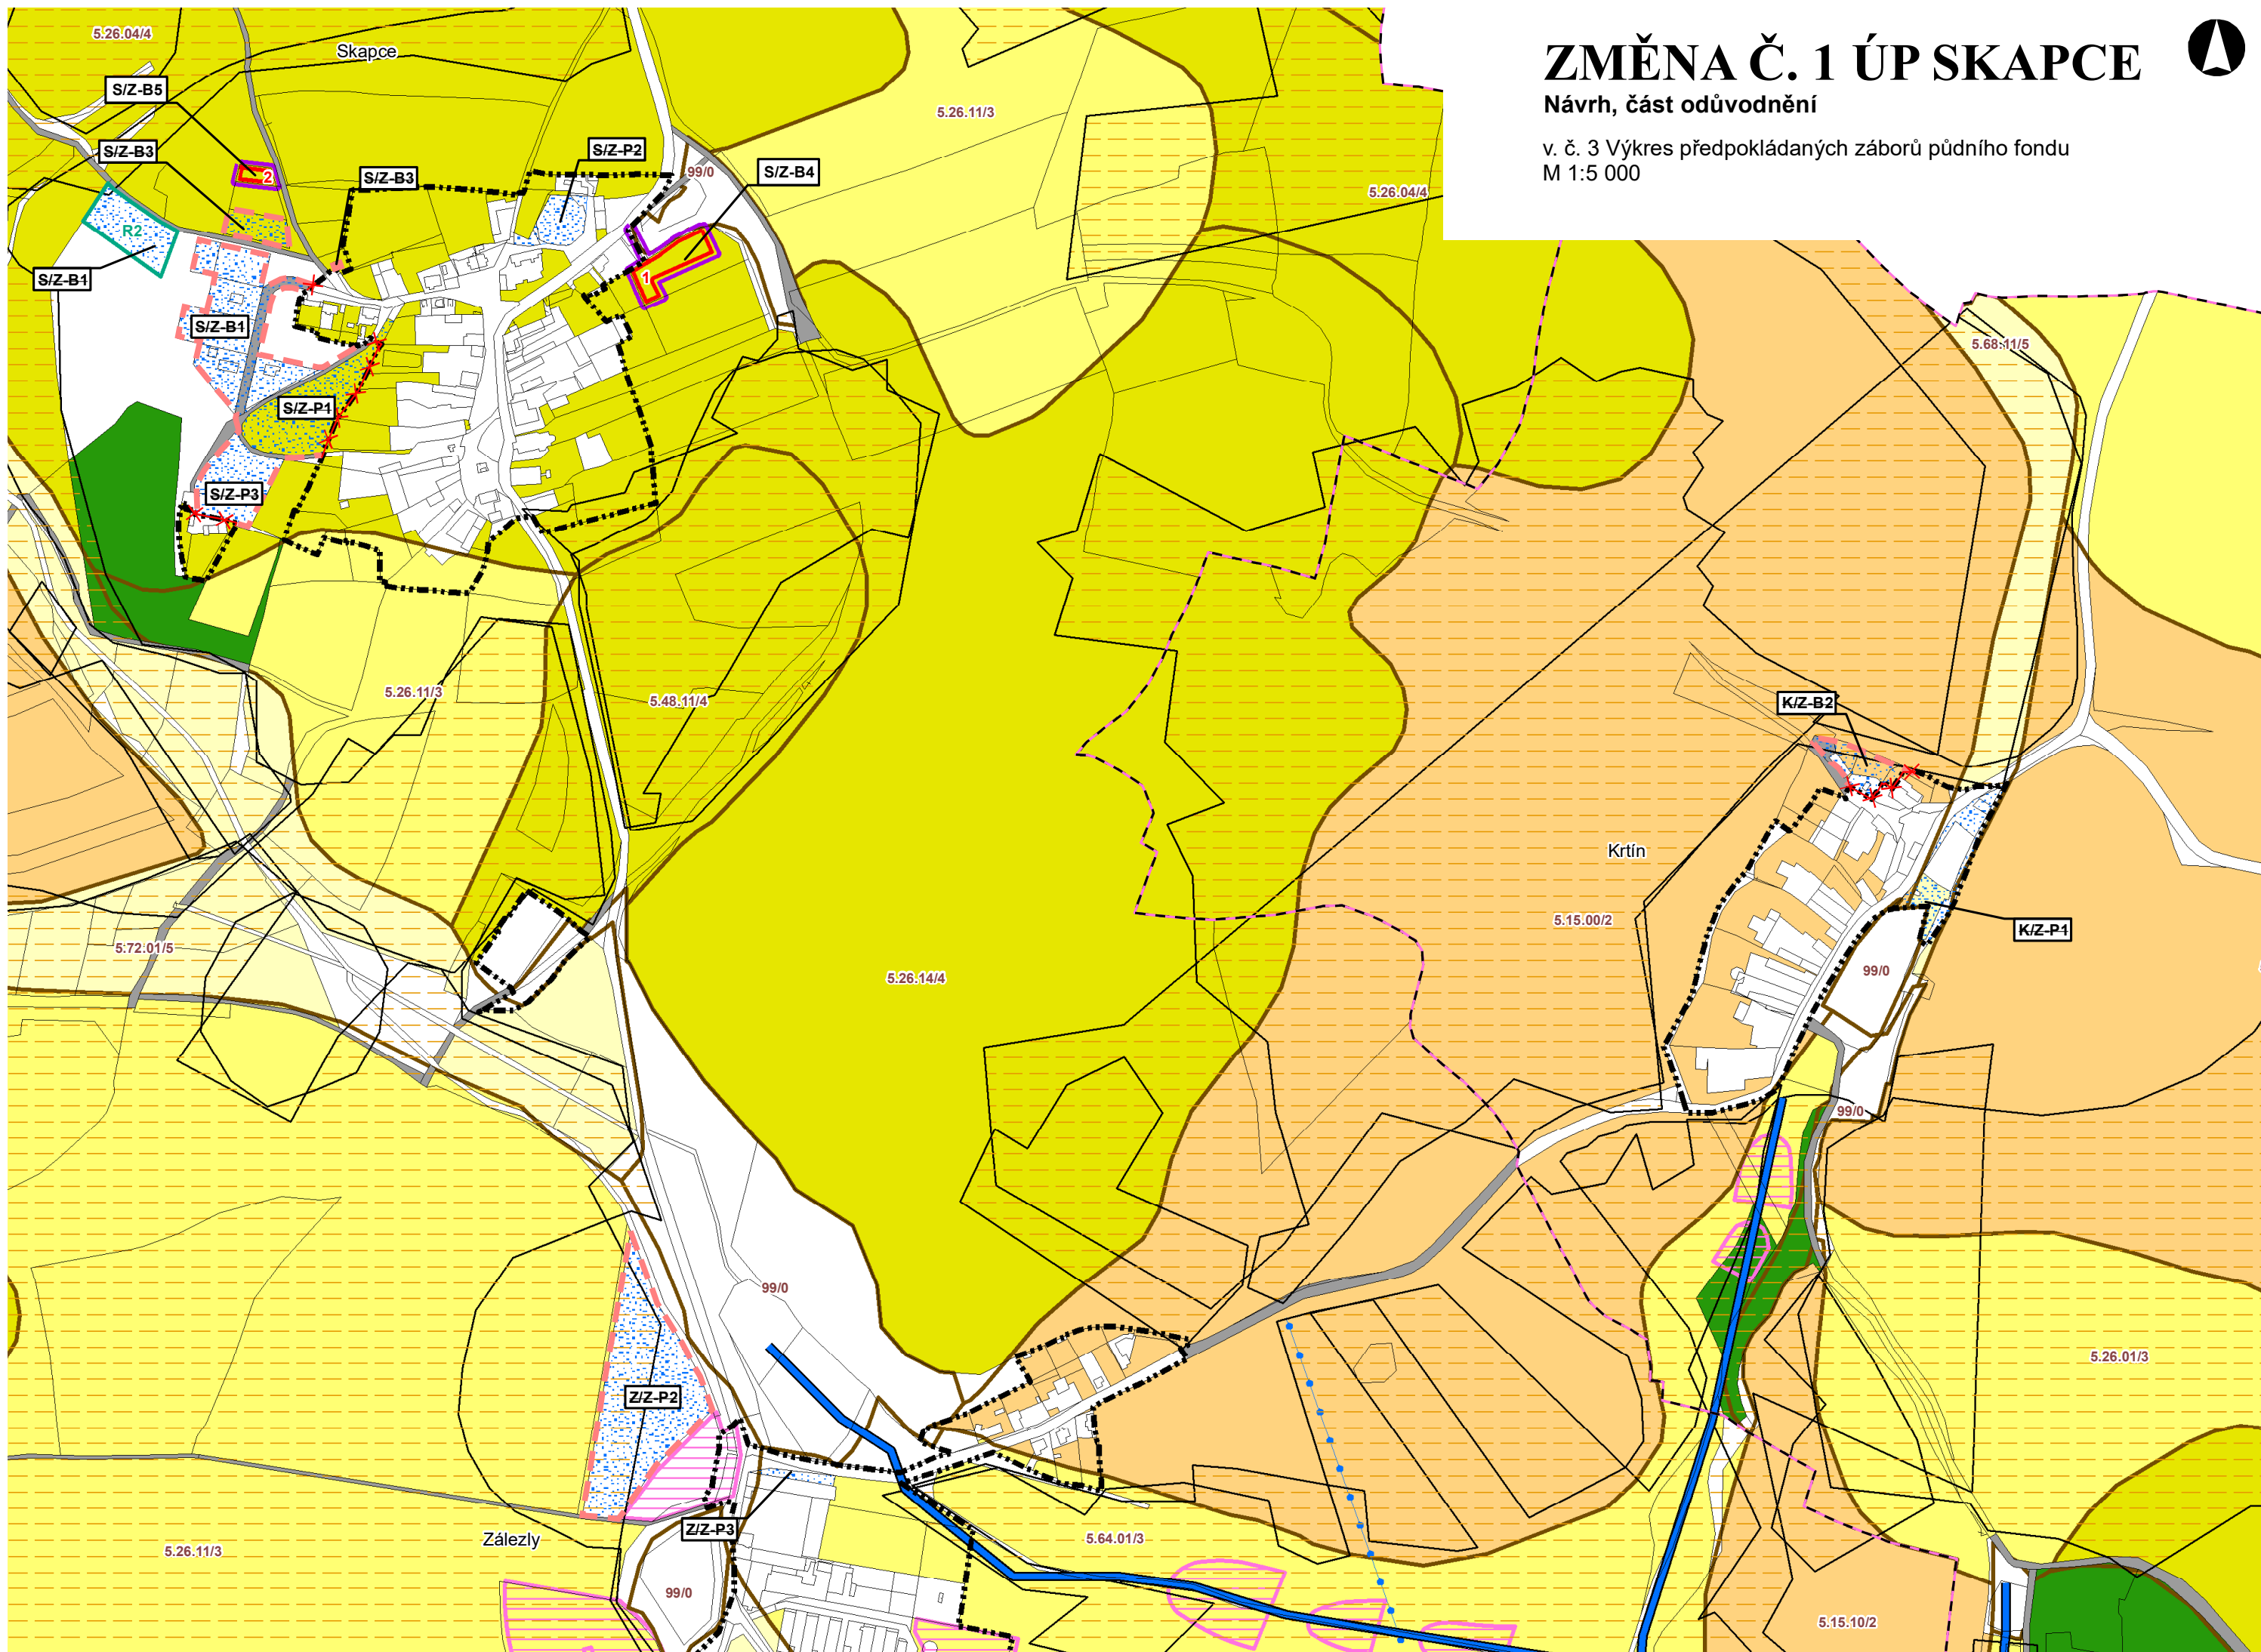 ZMĚNA Č. 1 ÚP SKAPCE
Návrh, část odůvodnění
v. č. 3 Výkres předpokládaných záborů půdního fondu
M 1:5 000
5.26.04/4
Skapce
S/Z-B5
S/Z-B3
S/Z-B3
S/Z-P2
S/Z-B4
99/0
5.26.11/3
5.26.04/4
2
R2
S/Z-B1
1
S/Z-B1
5.68.11/5
S/Z-P1
S/Z-P3
5.26.11/3
5.48.11/4
K/Z-B2
Krtín
5.15.00/2
K/Z-P1
5.72.01/5
5.26.14/4
99/0
99/0
99/0
5.26.01/3
Z/Z-P2
Z/Z-P3
Zálezly
5.64.01/3
5.26.11/3
99/0
5.15.10/2